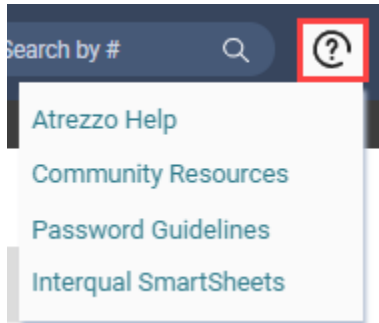 Search by #
Atrezzo Help
Community Resources
Password Guidelines
Interqual SmartSheets